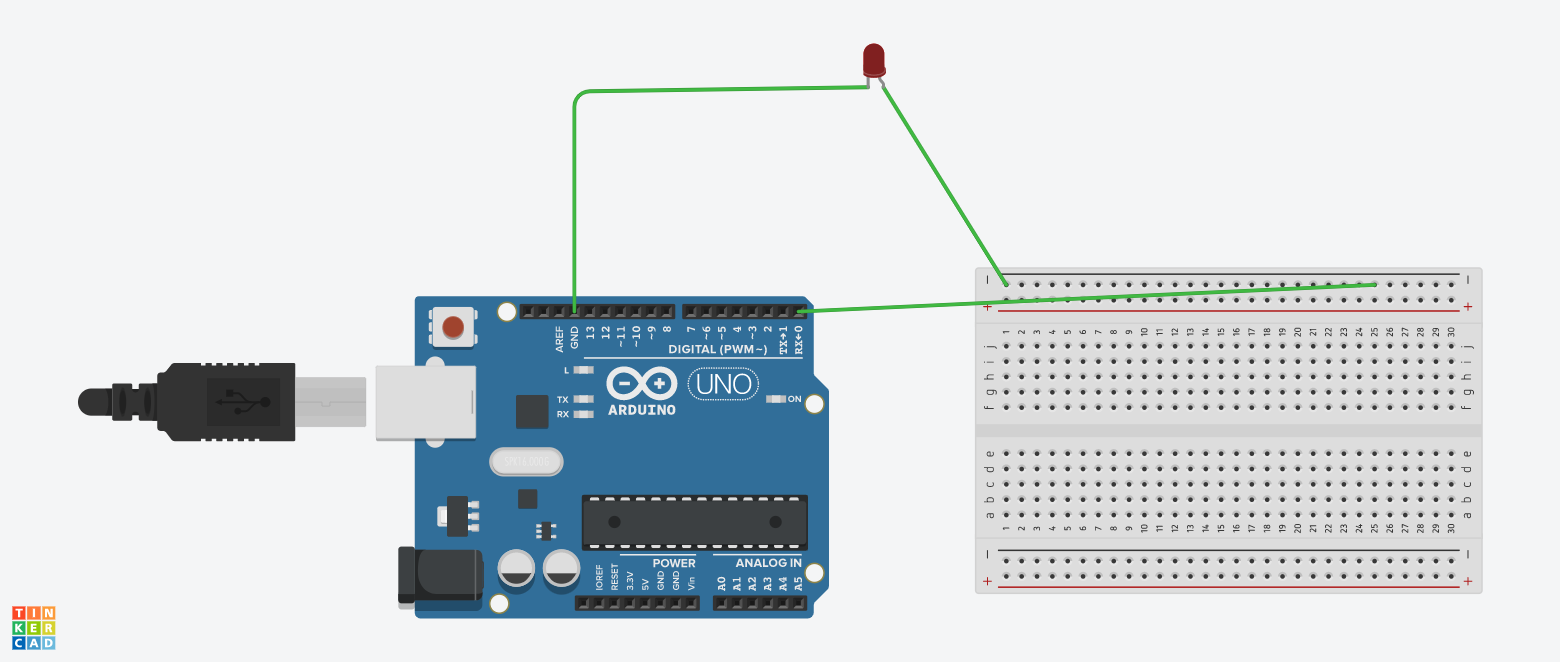 − −
+ +
1 2 3 4 5 6 7 8 9 10 11 12 13 14 15 16 17 18 19 20 21 22 23 24 25 26 27 28 29 30
AREF GND 13 12 ~11 ~10 ~9 8 7 ~6 ~5 4 ~3 2 TX→1 RX←0
DIGITAL (PWM~)
j j
i i
h h
g g
f f
L
TX
RX
UNO
ARDUINO
ON
e e
d d
c c
b b
a a
1 2 3 4 5 6 7 8 9 10 11 12 13 14 15 16 17 18 19 20 21 22 23 24 25 26 27 28 29 30
− −
+ +
POWER ANALOG IN
IOREF RESET 3.3V 5V GND GND Vin A0 A1 A2 A3 A4 A5
TIN
KER
CAD